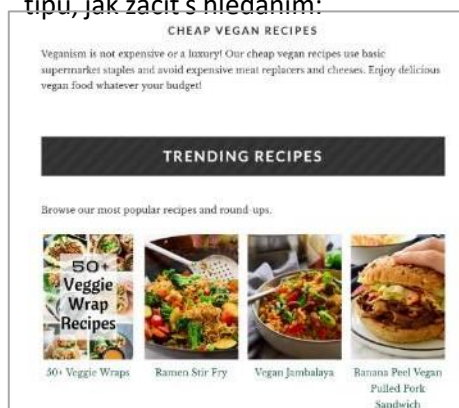 tipu, jak začít s hledáním:
CHEAP VEGAN RECIPES
Veganism is not expensive or a luxury! Our cheap vegan recipes use basic
supermarket staples and avoid expensive meat replacers and cheeses. Enjoy delicious
vegan food whatever your budget!
TRENDING RECIPES
Browse our most popular recipes and round-ups.
50+
Veggie
Wrap
Recipes
50+ Veggie Wraps
Ramen Stir Fry
Vegan Jambalaya
Banana Peel Vegan
Pulled Pork
Sandwich